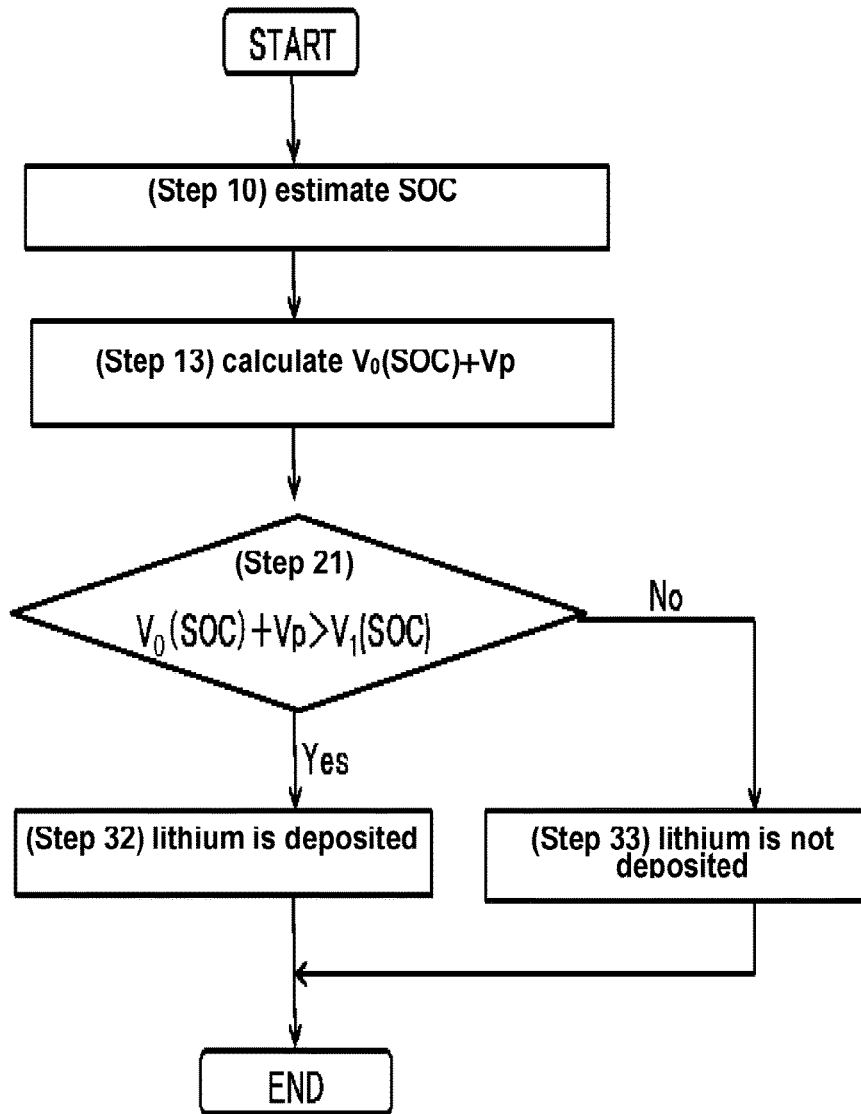 START
(Step 10) estimate SOC
(Step 13) calculate V₀(SOC)+Vp
(Step 21)
V₀(SOC)+Vp>V₁(SOC)
No
Yes
(Step 32) lithium is deposited
(Step 33) lithium is not
deposited
END